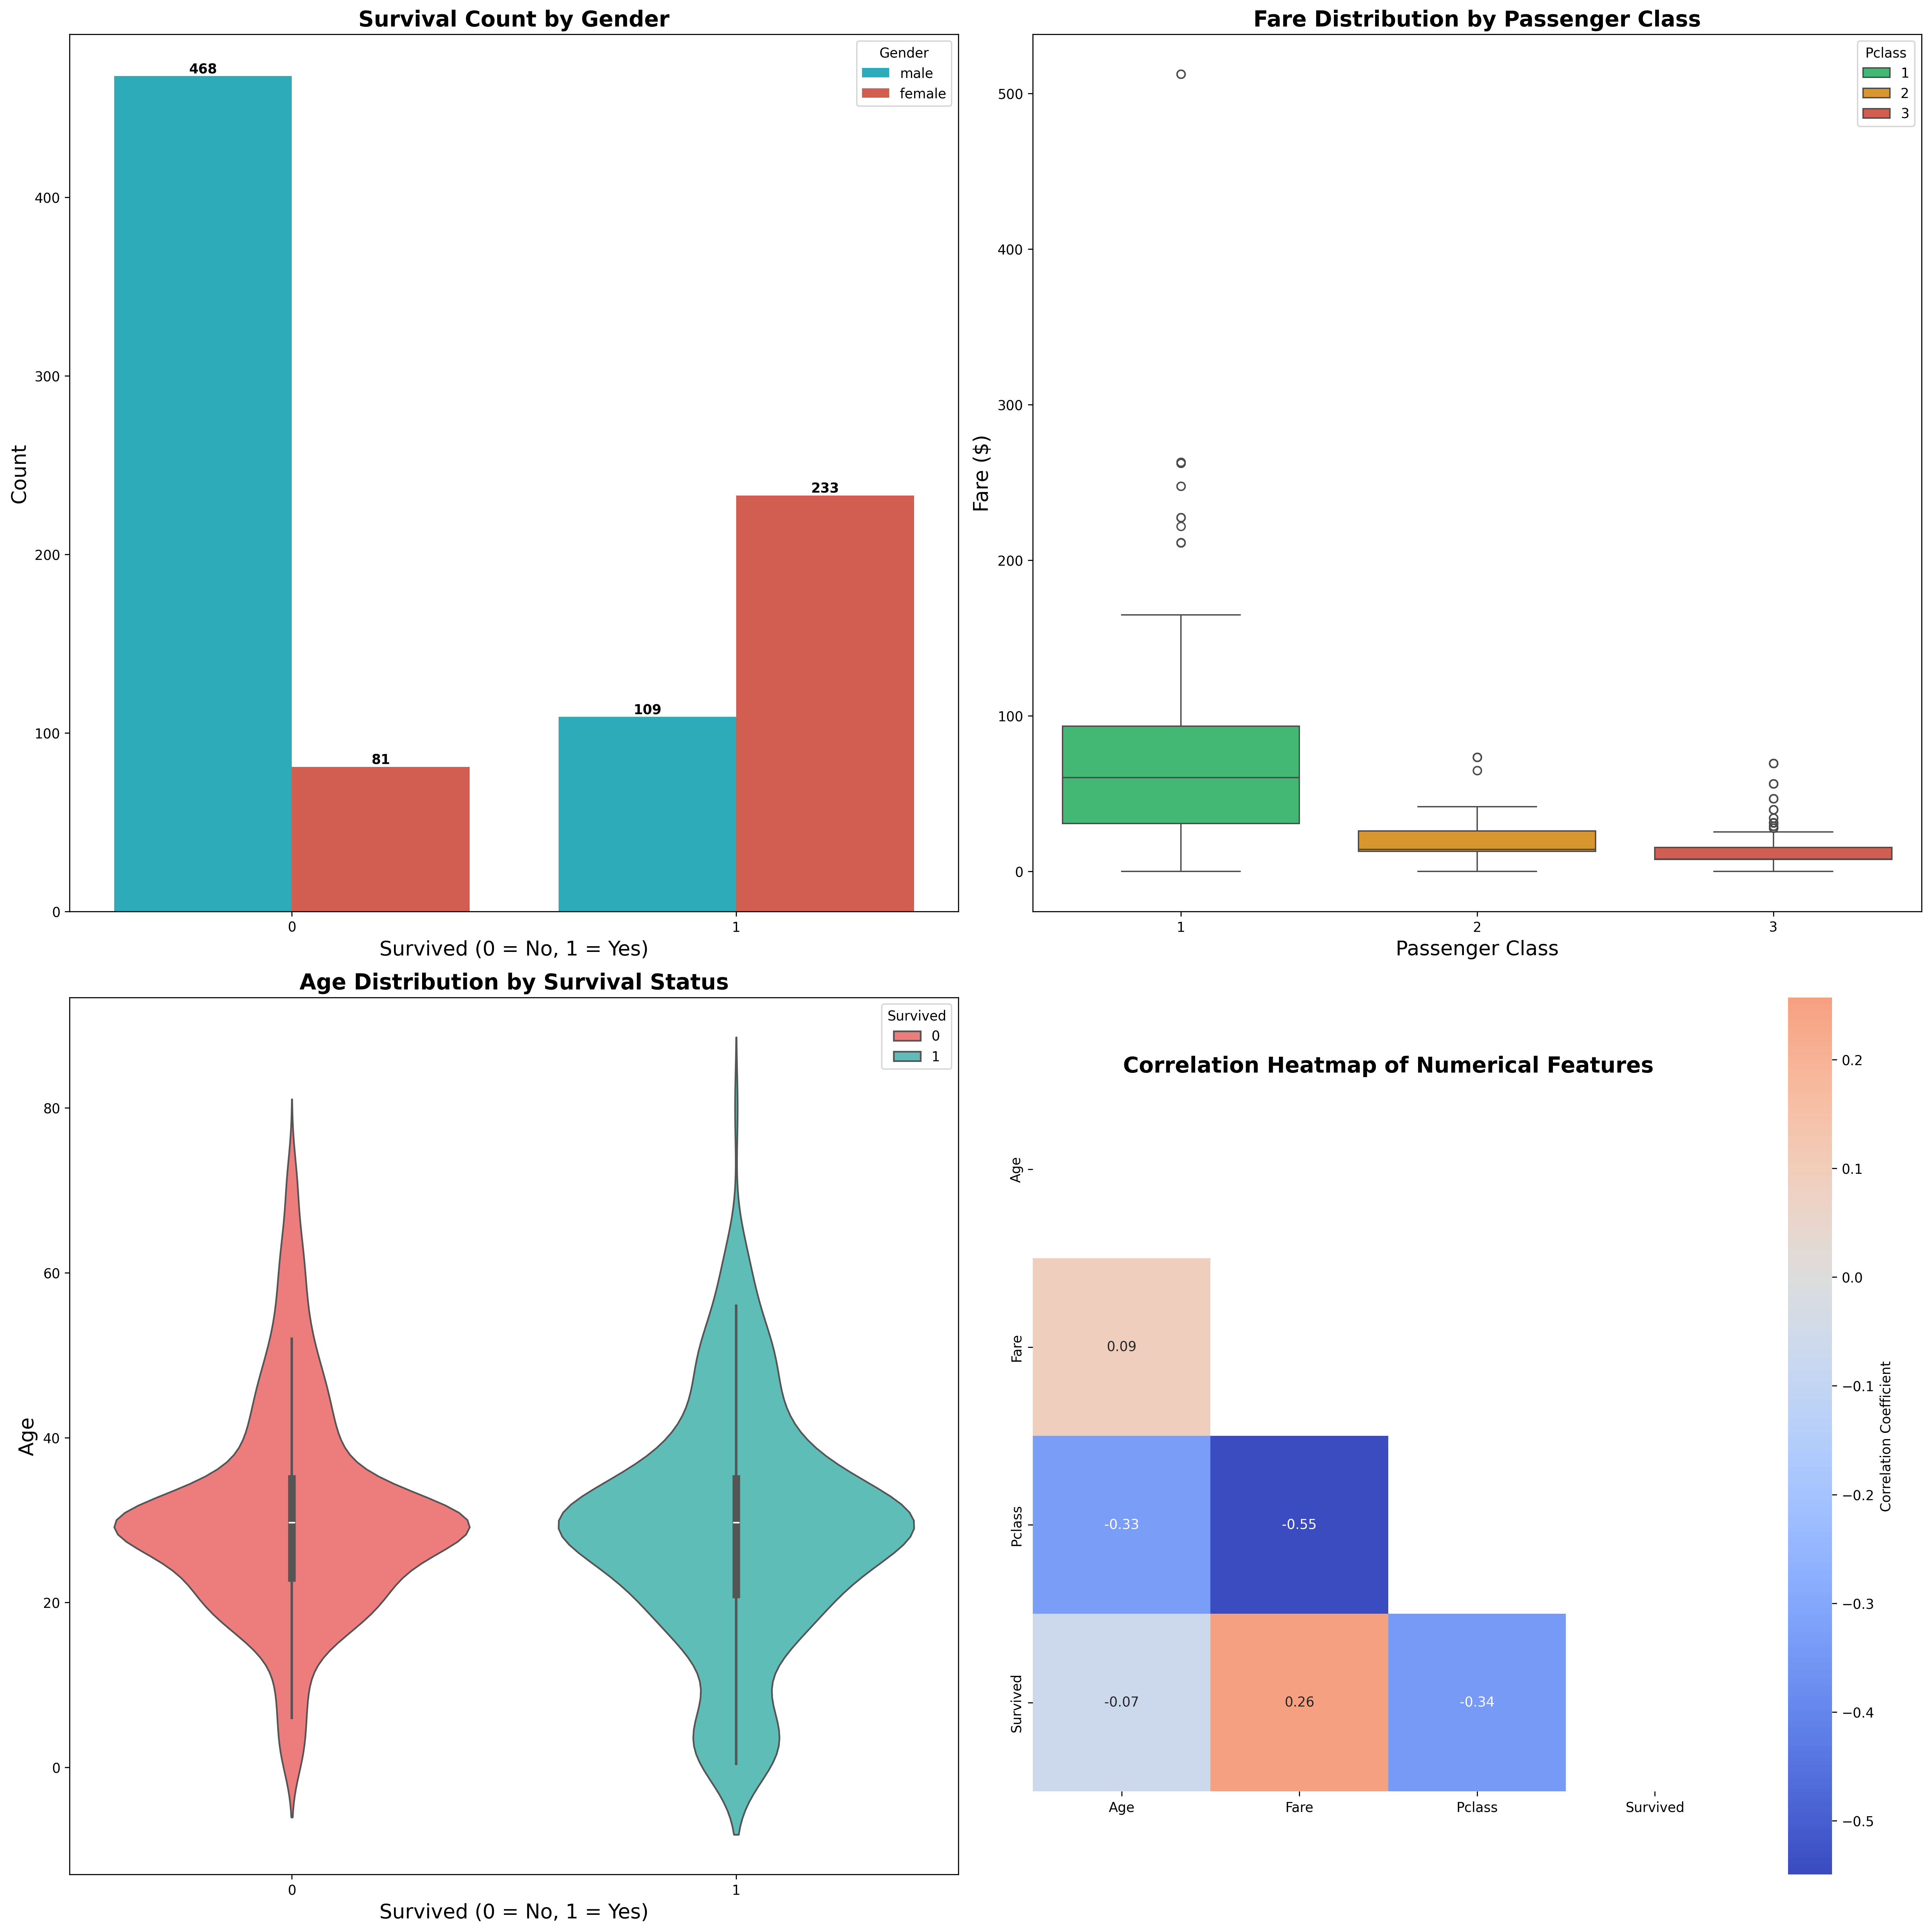 Survival Count by Gender
Gender
male
female
468
81
109
233
400
300
200
100
0
Count
0
1
Survived (0 = No, 1 = Yes)
Fare Distribution by Passenger Class
Pclass
1
2
3
500
400
300
200
100
0
Fare ($)
1
2
3
Passenger Class
Age Distribution by Survival Status
Survived
0
1
80
60
40
20
0
Age
0
1
Survived (0 = No, 1 = Yes)
Correlation Heatmap of Numerical Features
Age
Fare
Pclass
Survived
0.09
-0.33
-0.55
-0.07
0.26
-0.34
Age
Fare
Pclass
Survived
0.2
0.1
0.0
−0.1
−0.2
−0.3
−0.4
−0.5
Correlation Coefficient